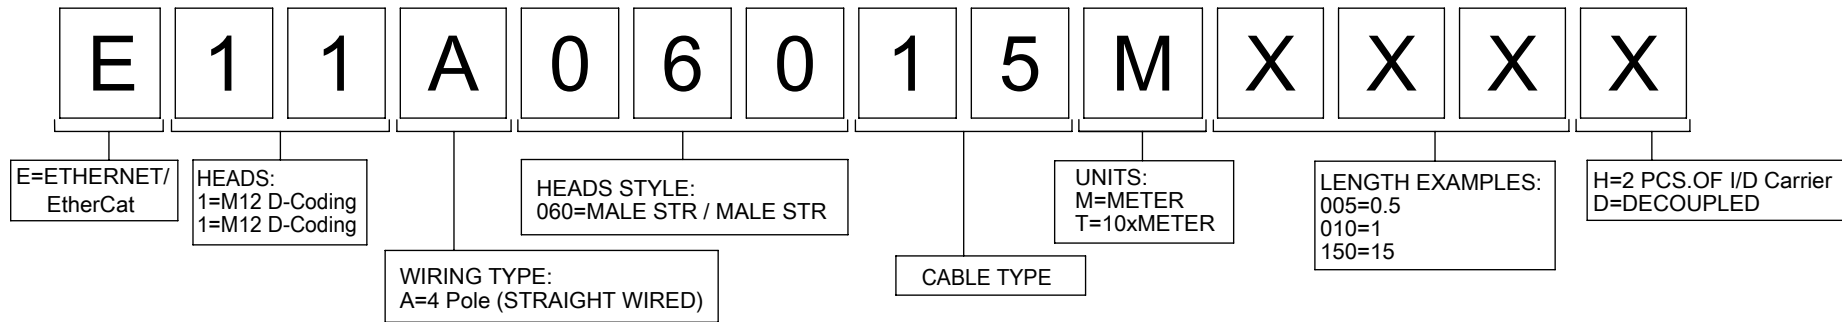 E 1 1 A 0 6 0 1 5 M X X X X
E=ETHERNET/
EtherCat
HEADS:
1=M12 D-Coding
1=M12 D-Coding
WIRING TYPE:
A=4 Pole (STRAIGHT WIRED)
HEADS STYLE:
060=MALE STR / MALE STR
CABLE TYPE
UNITS:
M=METER
T=10xMETER
LENGTH EXAMPLES:
005=0.5
010=1
150=15
H=2 PCS.OF I/D Carrier
D=DECOUPLED